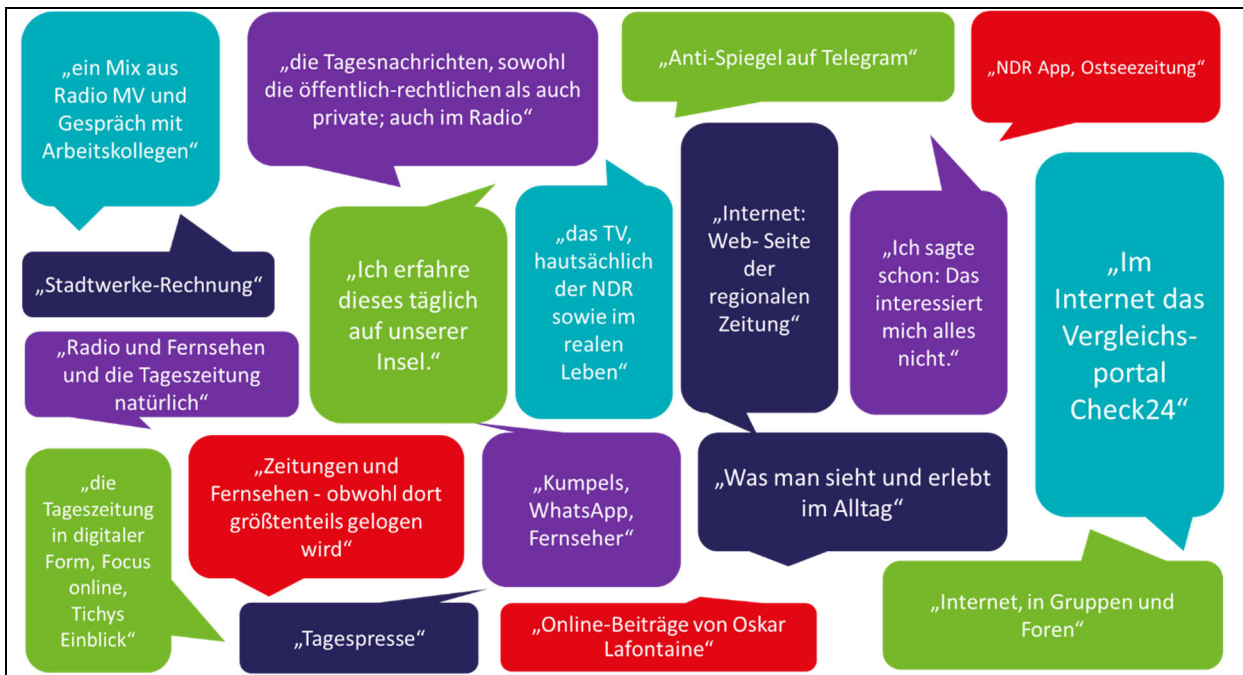 „ein Mix aus
Radio MV und
Gespräch mit
Arbeitskollegen“
„die Tagesnachrichten, sowohl
die öffentlich-rechtlichen als auch
private; auch im Radio“
„Anti-Spiegel auf Telegram“
„NDR App, Ostseezeitung“
„Stadtwerke-Rechnung“
„Ich erfahre
dieses täglich
auf unserer
Insel.“
„das TV,
hautsächlich
der NDR
sowie im
realen
Leben“
„Internet:
Web- Seite
der
regionalen
Zeitung“
„Ich sagte
schon: Das
interessiert
mich alles
nicht.“
„Im
Internet das
Vergleichs-
portal
Check24“
„Radio und Fernsehen
und die Tageszeitung
natürlich“
„die
Tageszeitung
in digitaler
Form, Focus
online,
Tichys
Einblick“
„Zeitungen und
Fernsehen - obwohl dort
größtenteils gelogen
wird“
„Kumpels,
WhatsApp,
Fernseher“
„Was man sieht und erlebt
im Alltag“
„Tagespresse“
„Online-Beiträge von Oskar
Lafontaine“
„Internet, in Gruppen und
Foren“